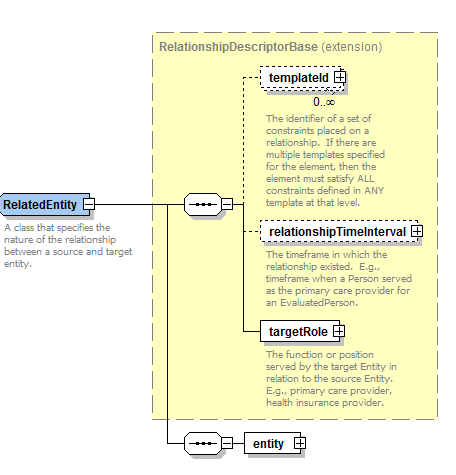 RelationshipDescriptorBase (extension)
templateId
0..∞
The identifier of a set of
constraints placed on a
relationship. If there are
multiple templates specified
for the element, then the
element must satisfy ALL
constraints defined in ANY
template at that level.
RelatedEntity
A class that specifies the
nature of the relationship
between a source and target
entity.
relationshipTimeInterval
The timeframe in which the
relationship existed. E.g.,
timeframe when a Person served
as the primary care provider for
an EvaluatedPerson.
targetRole
The function or position
served by the target Entity in
relation to the source Entity.
E.g., primary care provider,
health insurance provider.
entity